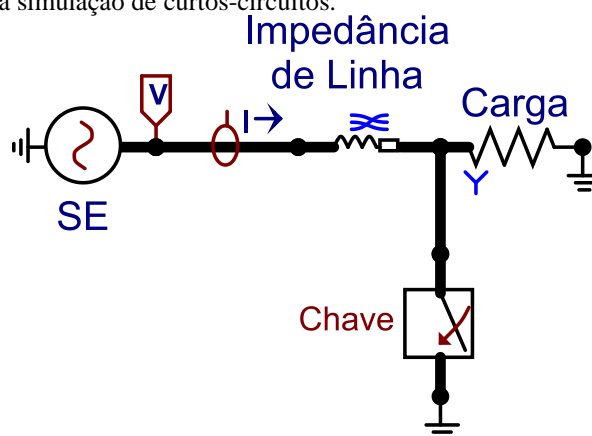 a simulação de curtos-circuitos.
Impedância
de Linha
Carga
V
I
Y
SE
Chave